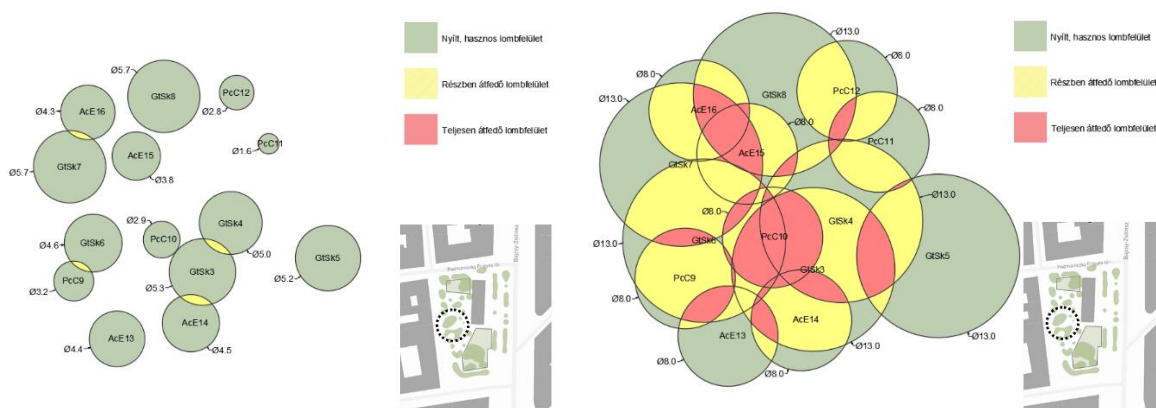 Ø5.7
GtSk8
PcC12
Ø2.8
Ø4.3
AcE16
PcC11
Ø1.6
AcE15
Ø3.8
GtSk7
Ø5.7
Ø2.9
GtSk4
Ø4.6
GtSk6
PcC10
Ø5.0
GtSk5
GtSk3
PcC9
Ø5.2
Ø3.2
Ø5.3
AcE14
AcE13
Ø4.4
Ø4.5
Nyílt, hasznos lombfelület
Részben átfedő lombfelület
Teljesen átfedő lombfelület
Ø13.0
Ø8.0
Ø8.0
Ø13.0
GtSk8
PcC12
Ø8.0
AcE16
Ø8.0
PcC11
AcE15
GtSk7
Ø13.0
Ø8.0
GtSk4
PcC10
GtSk6
Ø13.0
GtSk5
GtSk3
PcC9
Ø8.0
AcE14
AcE13
Ø13.0
Ø13.0
Ø8.0
Ø8.0
Nyílt, hasznos lombfelület
Részben átfedő lombfelület
Teljesen átfedő lombfelület